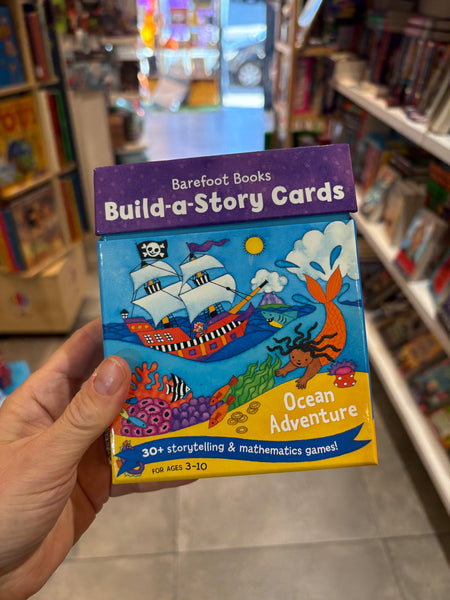 Barefoot Books
Build-a-Story Cards
Ocean
Adventure
30+ storytelling & mathematics games!
FOR AGES 3-10